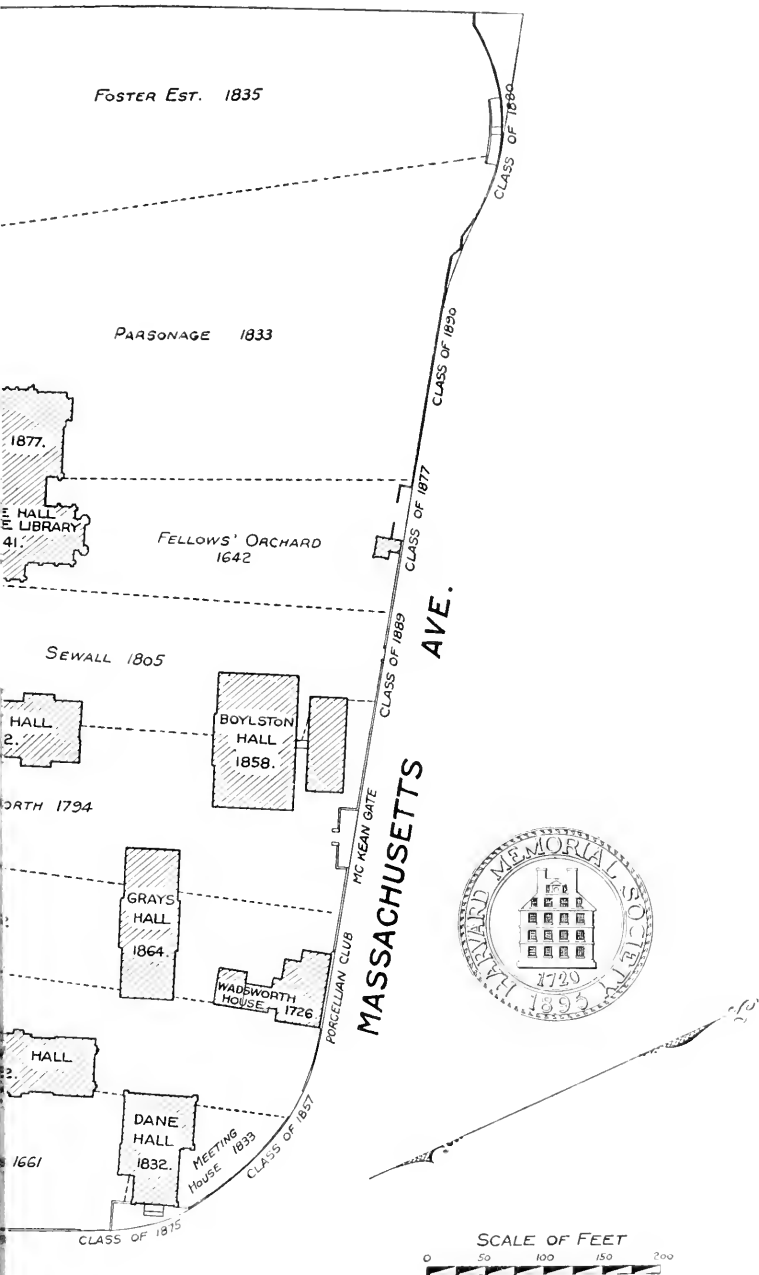 FOSTER EST. 1835
CLASS OF 1880
PARSONAGE 1833
CLASS OF 1890
1877.
E HALL
E LIBRARY
41.
FELLOWS' ORCHARD
1642
CLASS OF 1877
SEWALL 1805
CLASS OF 1889
HALL
2.
BOYLSTON
HALL
1858.
ORTH 1794
MCKEAN GATE
MASSACHUSETTS AVE.
GRAYS
HALL
1864.
WADSWORTH
HOUSE 1726
PORCELLIAN CLUB
HARVARD MEMORIAL SOCIETY
1720
1895
HALL
2.
DANE
HALL
1832.
MEETING
HOUSE 1833
CLASS OF 1857
1661
CLASS OF 1875
SCALE OF FEET
0 50 100 150 200